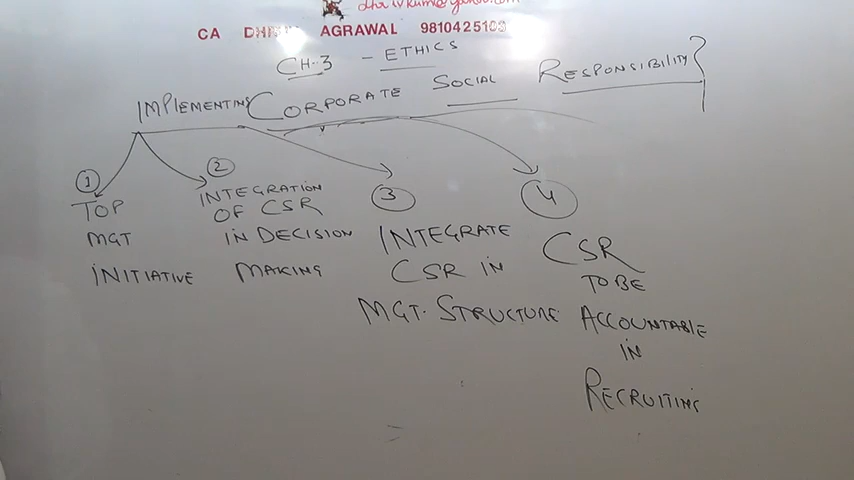 CA AGRAWAL 9810425109
CH.3 - ETHICS
IMPLEMENTING CORPORATE SOCIAL RESPONSIBILITY?
1
TOP
MGT
INITIATIVE
2
INTEGRATION
OF CSR
IN DECISION
MAKING
3
INTEGRATE
CSR IN
MGT. STRUCTURE
4
CSR
TO BE
ACCOUNTABLE
IN
RECRUITING